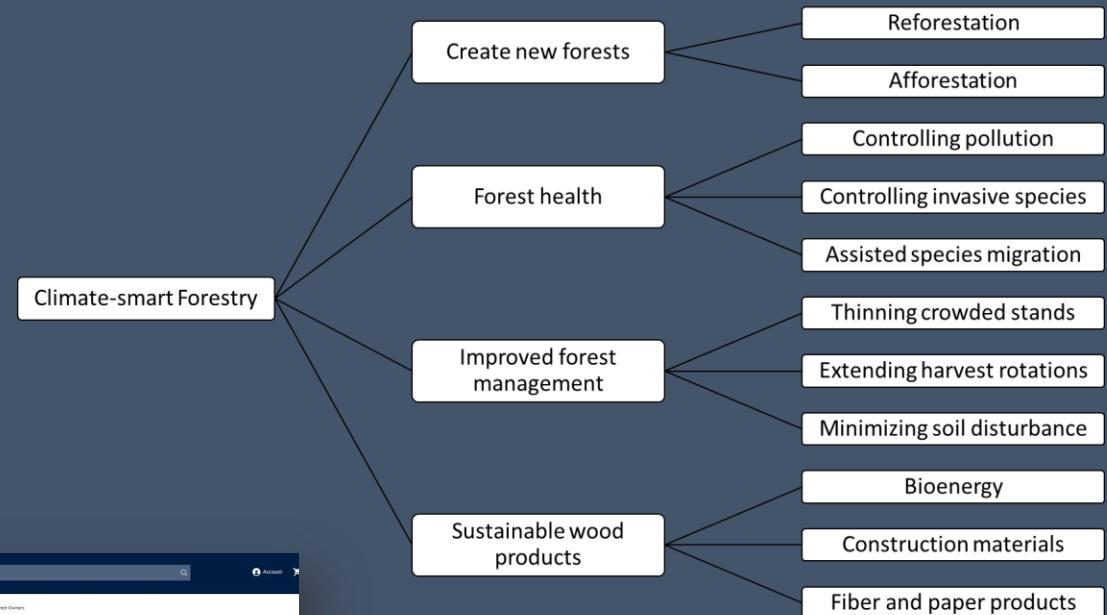 Climate-smart Forestry
Create new forests
Reforestation
Afforestation
Forest health
Controlling pollution
Controlling invasive species
Assisted species migration
Improved forest
management
Thinning crowded stands
Extending harvest rotations
Minimizing soil disturbance
Sustainable wood
products
Bioenergy
Construction materials
Fiber and paper products
Account
Owners